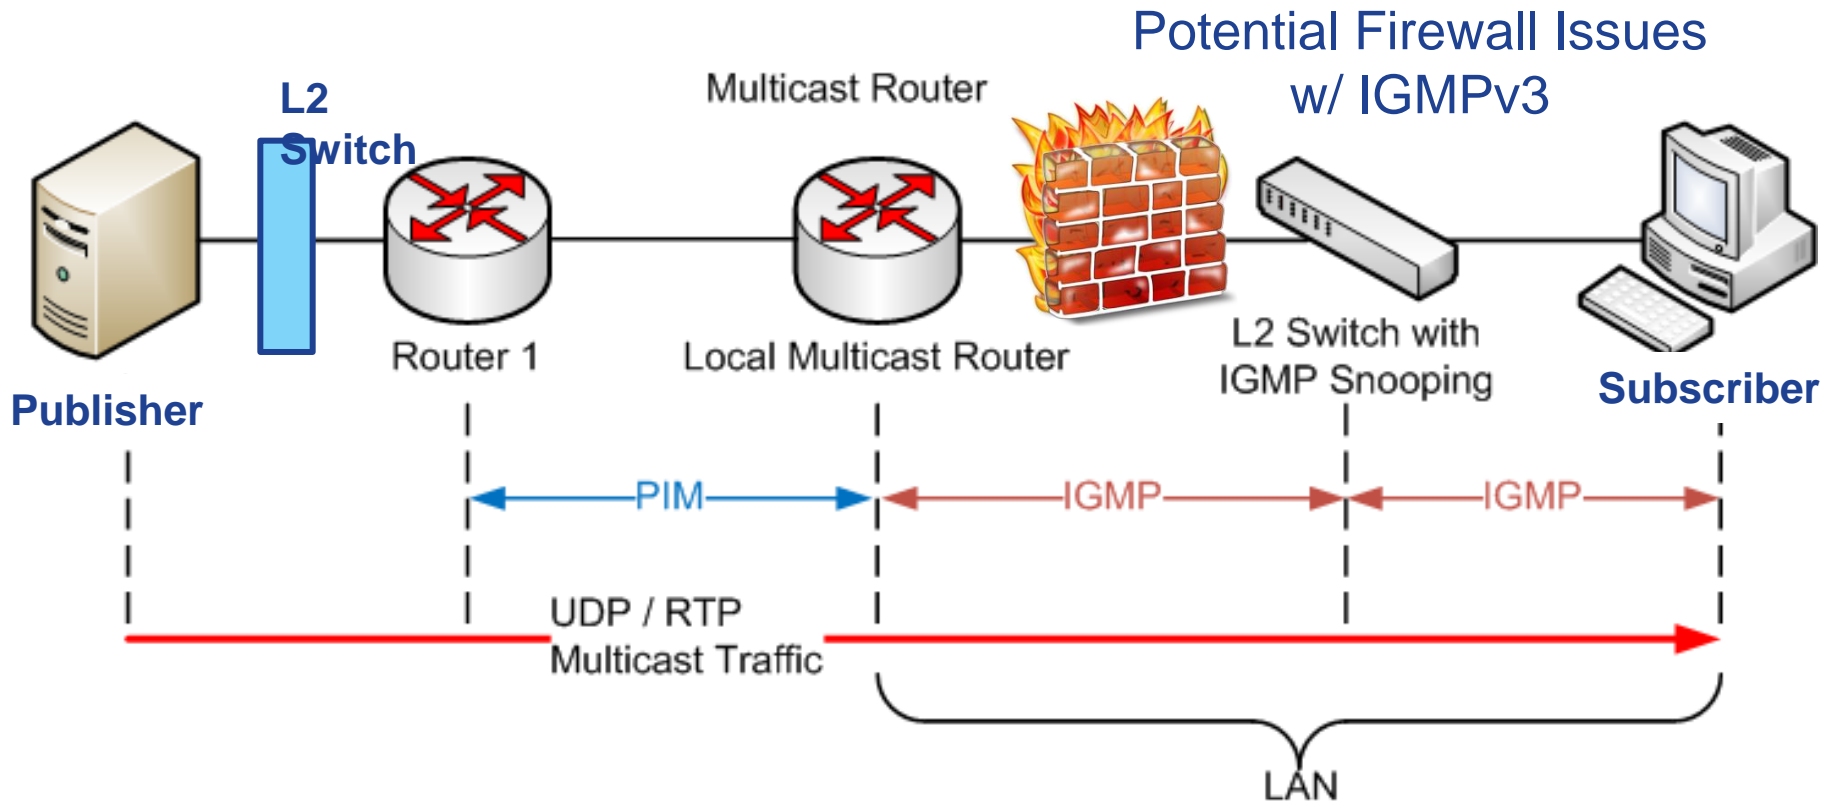 Potential Firewall Issues
w/ IGMPv3
Multicast Router
L2
Switch
Router 1
Local Multicast Router
L2 Switch with
IGMP Snooping
Publisher
Subscriber
PIM
IGMP
IGMP
UDP / RTP
Multicast Traffic
LAN